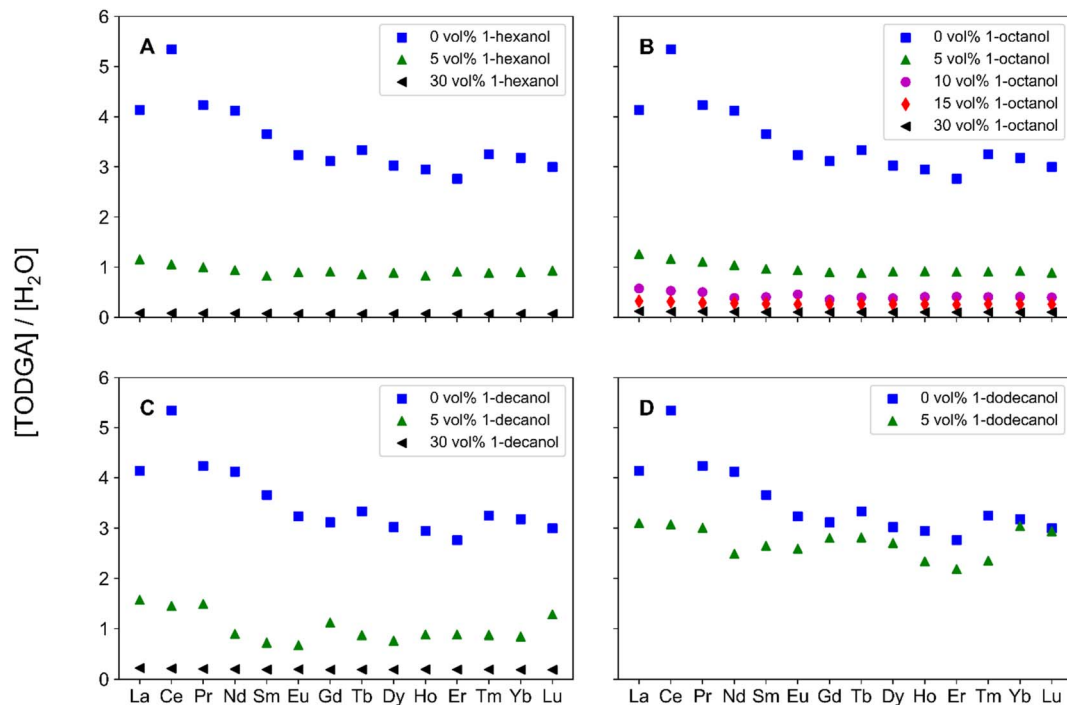 [TODGA] / [H₂O]
6
5
4
3
2
1
0
A
0 vol% 1-hexanol
5 vol% 1-hexanol
30 vol% 1-hexanol
B
0 vol% 1-octanol
5 vol% 1-octanol
10 vol% 1-octanol
15 vol% 1-octanol
30 vol% 1-octanol
6
5
4
3
2
1
0
C
0 vol% 1-decanol
5 vol% 1-decanol
30 vol% 1-decanol
La Ce Pr Nd Sm Eu Gd Tb Dy Ho Er Tm Yb Lu
D
0 vol% 1-dodecanol
5 vol% 1-dodecanol
La Ce Pr Nd Sm Eu Gd Tb Dy Ho Er Tm Yb Lu